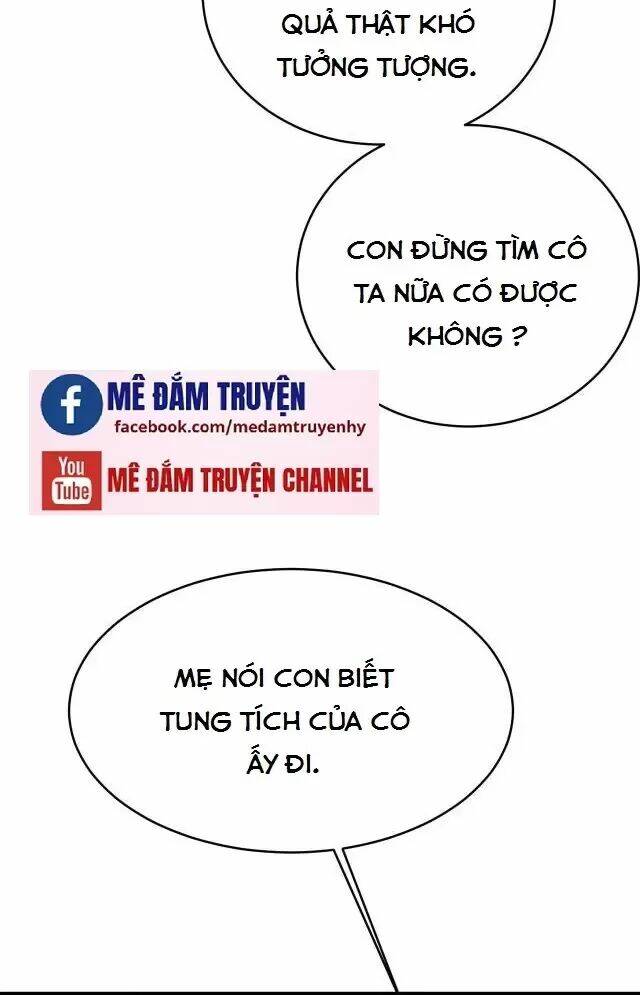 QUẢ THẬT KHÓ
TƯỞNG TƯỢNG.
CON ĐỪNG TÌM CÔ
TA NỮA CÓ ĐƯỢC
KHÔNG ?
MÊ ĐẮM TRUYỆN
facebook.com/medamtruyenhy
You
Tube
MÊ ĐẮM TRUYỆN CHANNEL
MẸ NÓI CON BIẾT
TUNG TÍCH CỦA CÔ
ẤY ĐI.